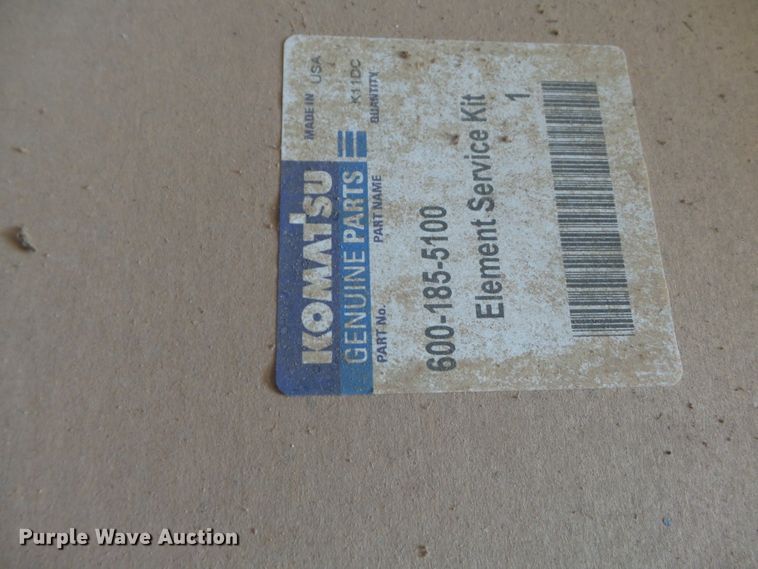 KOMATSU
MADE IN USA
GENUINE PARTS
K11DC
PART No.
PART NAME
QUANTITY
600-185-5100
Element Service Kit
1
Purple Wave Auction